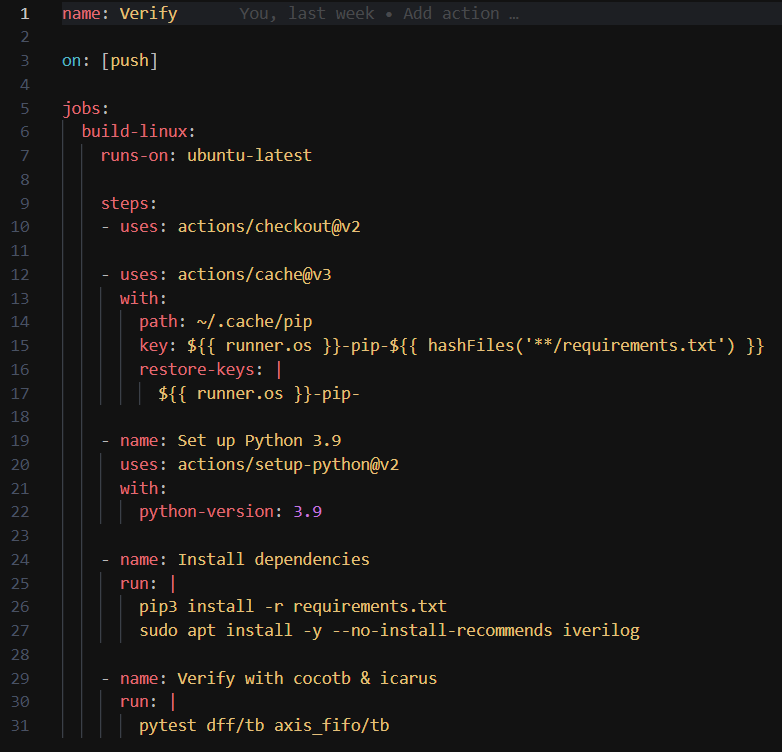 1 name: Verify You, last week • Add action …
2
3 on: [push]
4
5 jobs:
6   build-linux:
7     runs-on: ubuntu-latest
8
9     steps:
10     - uses: actions/checkout@v2
11
12     - uses: actions/cache@v3
13       with:
14         path: ~/.cache/pip
15         key: ${{ runner.os }}-pip-${{ hashFiles('**/requirements.txt') }}
16         restore-keys: |
17           ${{ runner.os }}-pip-
18
19     - name: Set up Python 3.9
20       uses: actions/setup-python@v2
21       with:
22         python-version: 3.9
23
24     - name: Install dependencies
25       run: |
26         pip3 install -r requirements.txt
27         sudo apt install -y --no-install-recommends iverilog
28
29     - name: Verify with cocotb & icarus
30       run: |
31         pytest dff/tb axis_fifo/tb